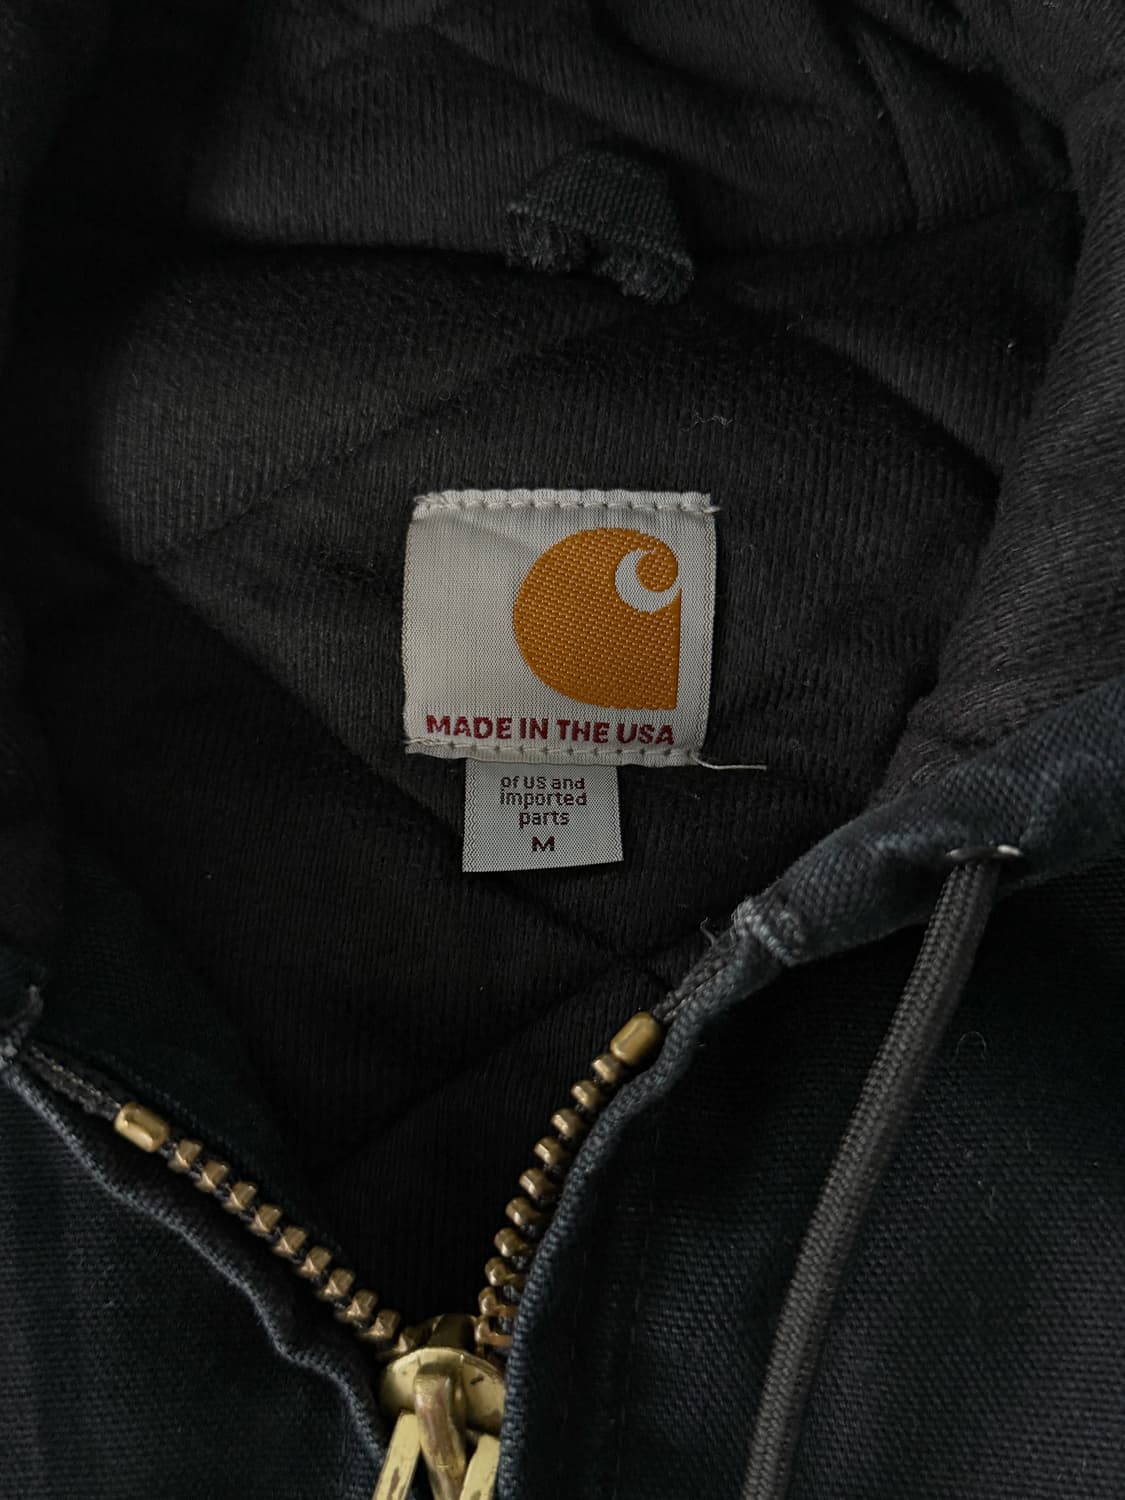 MADE IN THE USA
of US and
imported
parts
M